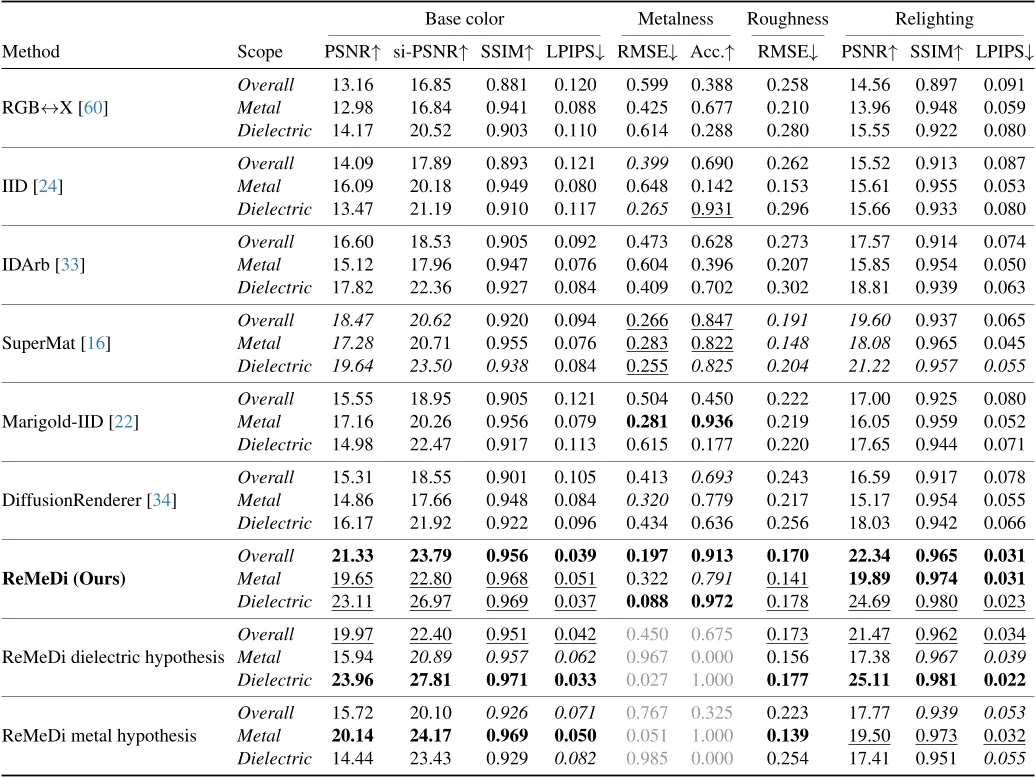 Base color Metalness Roughness Relighting
Method Scope PSNR↑ si-PSNR↑ SSIM↑ LPIPS↓ RMSE↓ Acc.↑ RMSE↓ PSNR↑ SSIM↑ LPIPS↓
Overall 13.16 16.85 0.881 0.120 0.599 0.388 0.258 14.56 0.897 0.091
RGB↔X [60] Metal 12.98 16.84 0.941 0.088 0.425 0.677 0.210 13.96 0.948 0.059
Dielectric 14.17 20.52 0.903 0.110 0.614 0.288 0.280 15.55 0.922 0.080
Overall 14.09 17.89 0.893 0.121 0.399 0.690 0.262 15.52 0.913 0.087
IID [24] Metal 16.09 20.18 0.949 0.080 0.648 0.142 0.153 15.61 0.955 0.053
Dielectric 13.47 21.19 0.910 0.117 0.265 0.931 0.296 15.66 0.933 0.080
Overall 16.60 18.53 0.905 0.092 0.473 0.628 0.273 17.57 0.914 0.074
IDArb [33] Metal 15.12 17.96 0.947 0.076 0.604 0.396 0.207 15.85 0.954 0.050
Dielectric 17.82 22.36 0.927 0.084 0.409 0.702 0.302 18.81 0.939 0.063
Overall 18.47 20.62 0.920 0.094 0.266 0.847 0.191 19.60 0.937 0.065
SuperMat [16] Metal 17.28 20.71 0.955 0.076 0.283 0.822 0.148 18.08 0.965 0.045
Dielectric 19.64 23.50 0.938 0.084 0.255 0.825 0.204 21.22 0.957 0.055
Overall 15.55 18.95 0.905 0.121 0.504 0.450 0.222 17.00 0.925 0.080
Marigold-IID [22] Metal 17.16 20.26 0.956 0.079 0.281 0.936 0.219 16.05 0.959 0.052
Dielectric 14.98 22.47 0.917 0.113 0.615 0.177 0.220 17.65 0.944 0.071
Overall 15.31 18.55 0.901 0.105 0.413 0.693 0.243 16.59 0.917 0.078
DiffusionRenderer [34] Metal 14.86 17.66 0.948 0.084 0.320 0.779 0.217 15.17 0.954 0.055
Dielectric 16.17 21.92 0.922 0.096 0.434 0.636 0.256 18.03 0.942 0.066
Overall 21.33 23.79 0.956 0.039 0.197 0.913 0.170 22.34 0.965 0.031
ReMeDi (Ours) Metal 19.65 22.80 0.968 0.051 0.322 0.791 0.141 19.89 0.974 0.031
Dielectric 23.11 26.97 0.969 0.037 0.088 0.972 0.178 24.69 0.980 0.023
Overall 19.97 22.40 0.951 0.042 0.450 0.675 0.173 21.47 0.962 0.034
ReMeDi dielectric hypothesis Metal 15.94 20.89 0.957 0.062 0.967 0.000 0.156 17.38 0.967 0.039
Dielectric 23.96 27.81 0.971 0.033 0.027 1.000 0.177 25.11 0.981 0.022
Overall 15.72 20.10 0.926 0.071 0.767 0.325 0.223 17.77 0.939 0.053
ReMeDi metal hypothesis Metal 20.14 24.17 0.969 0.050 0.051 1.000 0.139 19.50 0.973 0.032
Dielectric 14.44 23.43 0.929 0.082 0.985 0.000 0.254 17.41 0.951 0.055